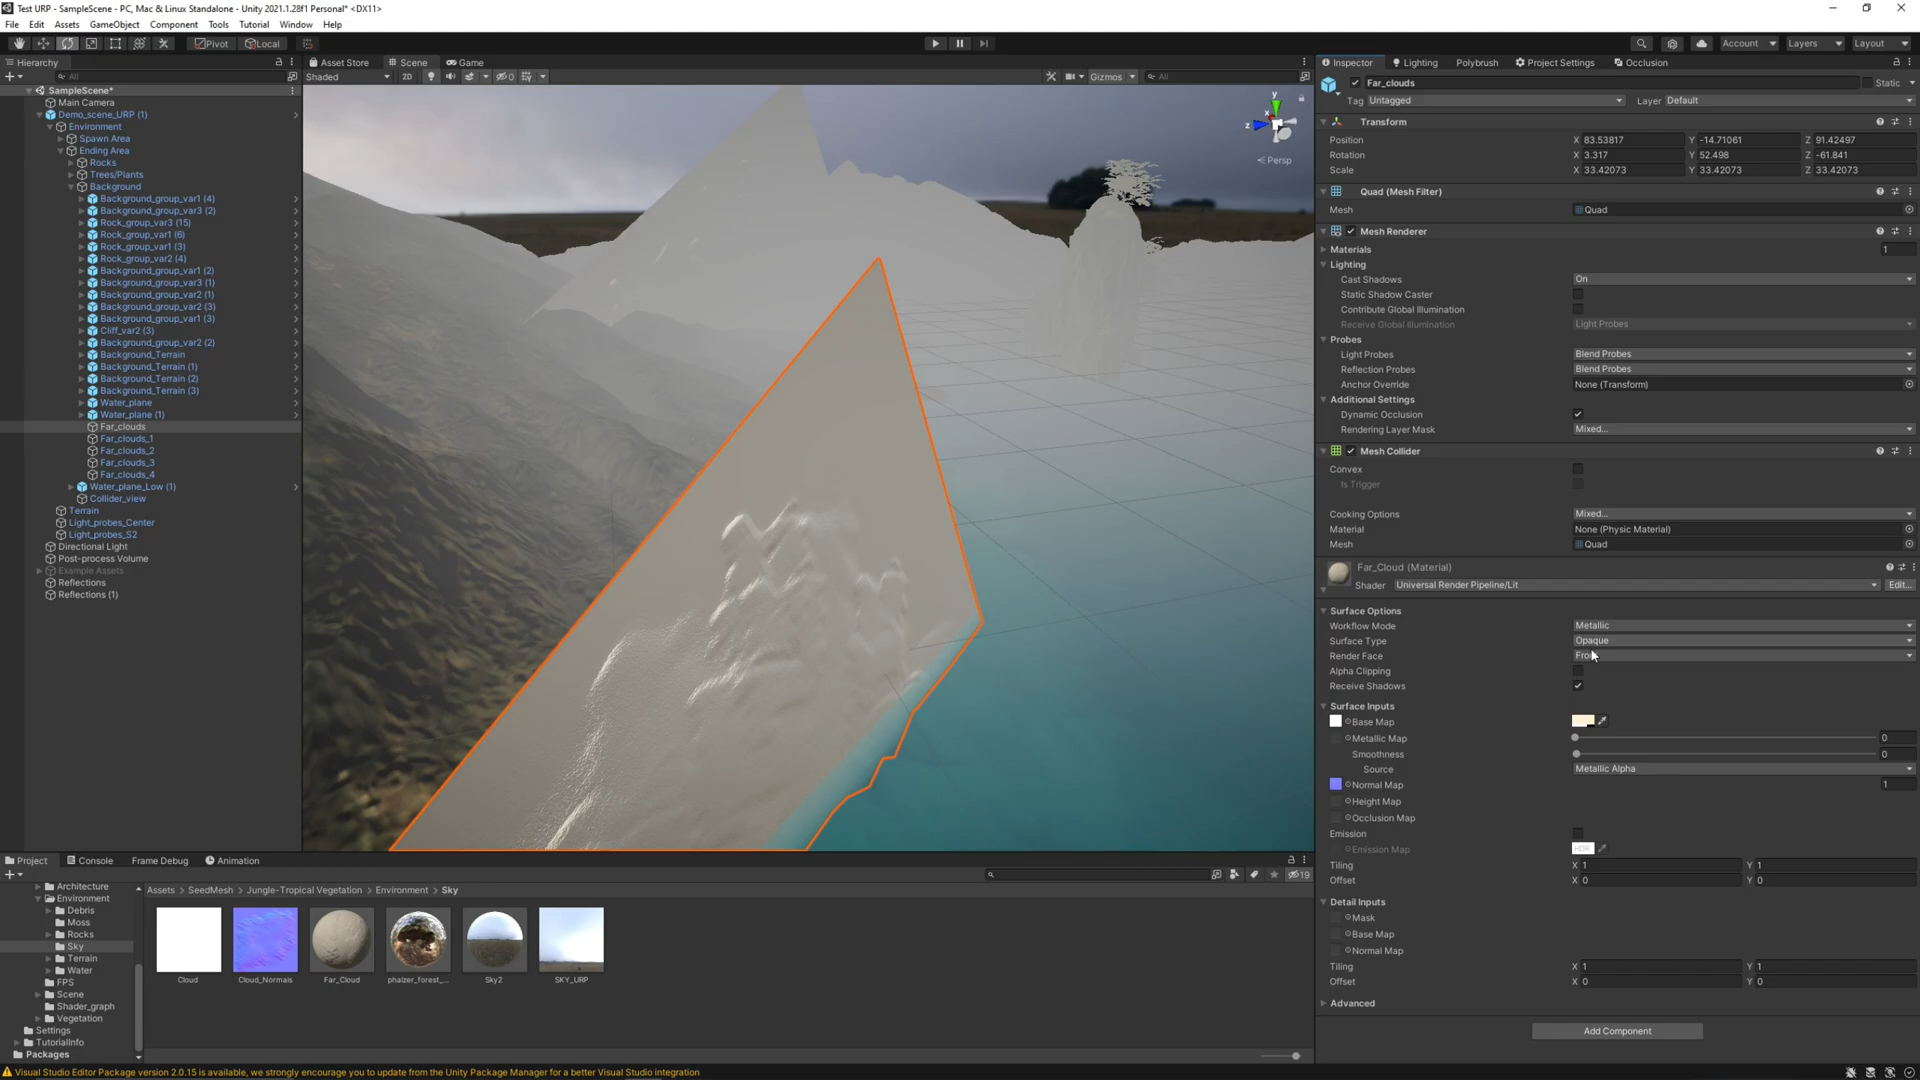 Test URP - SampleScene - PC, Mac & Linux Standalone - Unity 2021.1.28f1 Personal* <DX11>
File Edit Assets GameObject Component Tools Tutorial Window Help
Pivot Local Account Layers Layout
Hierarchy
All
SampleScene*
Main Camera
Demo_scene_URP (1)
Environment
Spawn Area
Ending Area
Rocks
Trees/Plants
Background
Background_group_var1 (4)
Background_group_var3 (2)
Rock_group_var3 (15)
Rock_group_var1 (6)
Rock_group_var1 (3)
Rock_group_var2 (4)
Background_group_var1 (2)
Background_group_var3 (1)
Background_group_var2 (1)
Background_group_var2 (3)
Background_group_var1 (3)
Cliff_var2 (3)
Background_group_var2 (2)
Background_Terrain
Background_Terrain (1)
Background_Terrain (2)
Background_Terrain (3)
Water_plane
Water_plane (1)
Far_clouds
Far_clouds_1
Far_clouds_2
Far_clouds_3
Far_clouds_4
Water_plane_Low (1)
Collider_view
Terrain
Light_probes_Center
Light_probes_S2
Directional Light
Post-process Volume
Example Assets
Reflections
Reflections (1)
Asset Store Scene Game
Shaded 2D 0 Gizmos All
y
x
z
Persp
Inspector Lighting Polybrush Project Settings Occlusion
Far_clouds Static
Tag Untagged Layer Default
Transform
Position X 83.53817 Y -14.71061 Z 91.42497
Rotation X 3.317 Y 52.498 Z -61.841
Scale X 33.42073 Y 33.42073 Z 33.42073
Quad (Mesh Filter)
Mesh Quad
Mesh Renderer
Materials 1
Lighting
Cast Shadows On
Static Shadow Caster
Contribute Global Illumination
Receive Global Illumination Light Probes
Probes
Light Probes Blend Probes
Reflection Probes Blend Probes
Anchor Override None (Transform)
Additional Settings
Dynamic Occlusion
Rendering Layer Mask Mixed...
Mesh Collider
Convex
Is Trigger
Cooking Options Mixed...
Material None (Physic Material)
Mesh Quad
Far_Cloud (Material)
Shader Universal Render Pipeline/Lit Edit...
Surface Options
Workflow Mode Metallic
Surface Type Opaque
Render Face
Alpha Clipping
Receive Shadows
Surface Inputs
Base Map
Metallic Map 0
Smoothness 0
Source Metallic Alpha
Normal Map 1
Height Map
Occlusion Map
Emission
Emission Map HDR
Tiling X 1 Y 1
Offset X 0 Y 0
Detail Inputs
Mask
Base Map
Normal Map
Tiling X 1 Y 1
Offset X 0 Y 0
Advanced
Add Component
Project Console Frame Debug Animation
19
Architecture
Environment
Debris
Moss
Rocks
Sky
Terrain
Water
FPS
Scene
Shader_graph
Vegetation
Settings
TutorialInfo
Packages
Assets > SeedMesh > Jungle-Tropical Vegetation > Environment > Sky
Cloud Cloud_Normals Far_Cloud phalzer_forest_... Sky2 SKY_URP
Visual Studio Editor Package version 2.0.15 is available, we strongly encourage you to update from the Unity Package Manager for a better Visual Studio integration